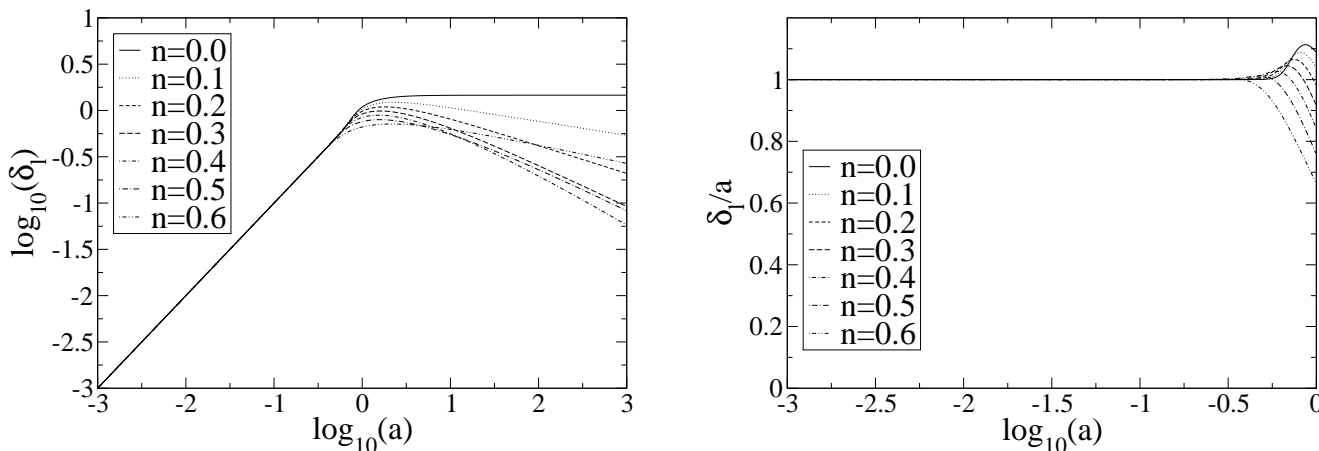 log10(δl)
1
0.5
0
-0.5
-1
-1.5
-2
-2.5
-3
n=0.0
n=0.1
n=0.2
n=0.3
n=0.4
n=0.5
n=0.6
-3 -2 -1 0 1 2 3
log10(a)
δl/a
1
0.8
0.6
0.4
0.2
0
n=0.0
n=0.1
n=0.2
n=0.3
n=0.4
n=0.5
n=0.6
-3 -2.5 -2 -1.5 -1 -0.5 0
log10(a)